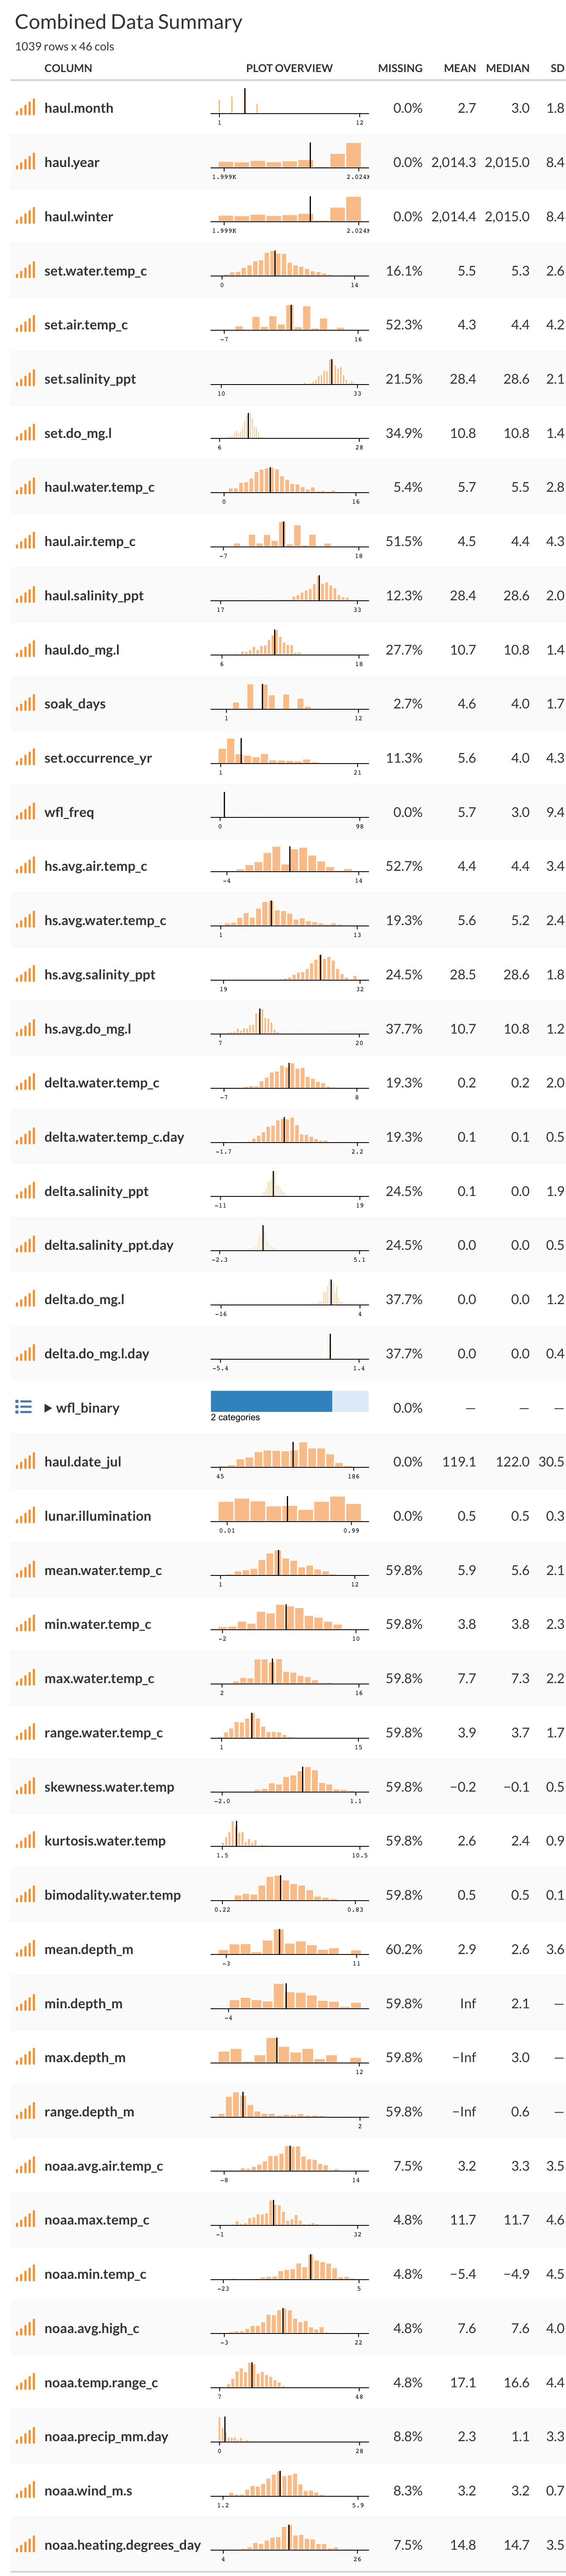 Combined Data Summary
1039 rows x 46 cols
COLUMN PLOT OVERVIEW MISSING MEAN MEDIAN SD
haul.month 0.0% 2.7 3.0 1.8
1 12
haul.year 0.0% 2,014.3 2,015.0 8.4
1.999K 2.024K
haul.winter 0.0% 2,014.4 2,015.0 8.4
1.999K 2.024K
set.water.temp_c 16.1% 5.5 5.3 2.6
0 14
set.air.temp_c 52.3% 4.3 4.4 4.2
−7 16
set.salinity_ppt 21.5% 28.4 28.6 2.1
10 33
set.do_mg.l 34.9% 10.8 10.8 1.4
6 28
haul.water.temp_c 5.4% 5.7 5.5 2.8
0 16
haul.air.temp_c 51.5% 4.5 4.4 4.3
−7 18
haul.salinity_ppt 12.3% 28.4 28.6 2.0
17 33
haul.do_mg.l 27.7% 10.7 10.8 1.4
6 18
soak_days 2.7% 4.6 4.0 1.7
1 12
set.occurrence_yr 11.3% 5.6 4.0 4.3
1 21
wfl_freq 0.0% 5.7 3.0 9.4
0 98
hs.avg.air.temp_c 52.7% 4.4 4.4 3.4
−4 14
hs.avg.water.temp_c 19.3% 5.6 5.2 2.4
1 13
hs.avg.salinity_ppt 24.5% 28.5 28.6 1.8
19 32
hs.avg.do_mg.l 37.7% 10.7 10.8 1.2
7 20
delta.water.temp_c 19.3% 0.2 0.2 2.0
−7 8
delta.water.temp_c.day 19.3% 0.1 0.1 0.5
−1.7 2.2
delta.salinity_ppt 24.5% 0.1 0.0 1.9
−11 19
delta.salinity_ppt.day 24.5% 0.0 0.0 0.5
−2.3 5.1
delta.do_mg.l 37.7% 0.0 0.0 1.2
−16 4
delta.do_mg.l.day 37.7% 0.0 0.0 0.4
−5.4 1.4
▶ wfl_binary 0.0% — — —
2 categories
haul.date_jul 0.0% 119.1 122.0 30.5
45 186
lunar.illumination 0.0% 0.5 0.5 0.3
0.01 0.99
mean.water.temp_c 59.8% 5.9 5.6 2.1
1 12
min.water.temp_c 59.8% 3.8 3.8 2.3
−2 10
max.water.temp_c 59.8% 7.7 7.3 2.2
2 16
range.water.temp_c 59.8% 3.9 3.7 1.7
1 15
skewness.water.temp 59.8% −0.2 −0.1 0.5
−2.0 1.1
kurtosis.water.temp 59.8% 2.6 2.4 0.9
1.5 10.5
bimodality.water.temp 59.8% 0.5 0.5 0.1
0.22 0.83
mean.depth_m 60.2% 2.9 2.6 3.6
−3 11
min.depth_m 59.8% Inf 2.1 —
−4
max.depth_m 59.8% −Inf 3.0 —
12
range.depth_m 59.8% −Inf 0.6 —
2
noaa.avg.air.temp_c 7.5% 3.2 3.3 3.5
−8 14
noaa.max.temp_c 4.8% 11.7 11.7 4.6
−1 32
noaa.min.temp_c 4.8% −5.4 −4.9 4.5
−23 5
noaa.avg.high_c 4.8% 7.6 7.6 4.0
−3 22
noaa.temp.range_c 4.8% 17.1 16.6 4.4
7 48
noaa.precip_mm.day 8.8% 2.3 1.1 3.3
0 28
noaa.wind_m.s 8.3% 3.2 3.2 0.7
1.2 5.9
noaa.heating.degrees_day 7.5% 14.8 14.7 3.5
4 26